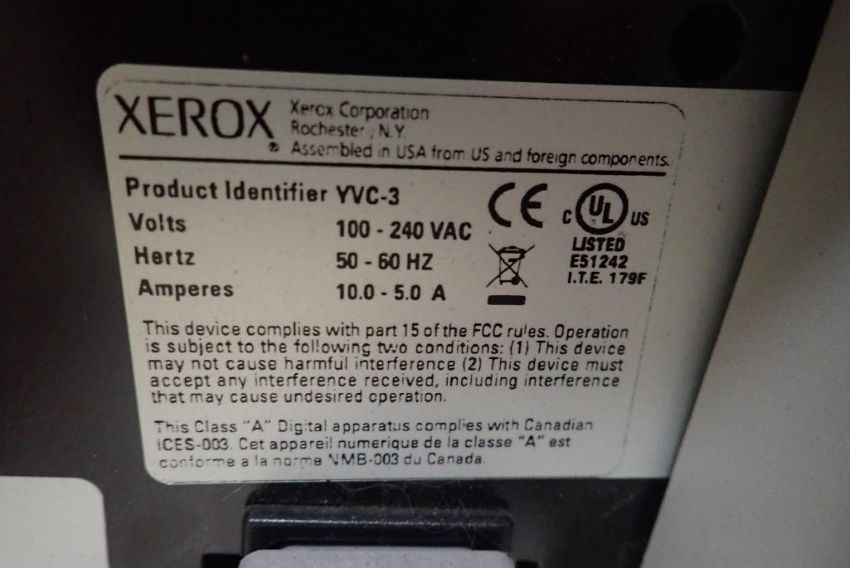 XEROX
®
Xerox Corporation
Rochester, N.Y.
Assembled in USA from US and foreign components.
Product Identifier YVC-3
Volts 100 - 240 VAC
Hertz 50 - 60 HZ
Amperes 10.0 - 5.0 A
CE
C UL US
LISTED
E51242
I.T.E. 179F
This device complies with part 15 of the FCC rules. Operation
is subject to the following two conditions: (1) This device
may not cause harmful interference (2) This device must
accept any interference received, including interference
that may cause undesired operation.
This Class "A" Digital apparatus complies with Canadian
ICES-003. Cet appareil numerique de la classe "A" est
conforme a la norme NMB-003 du Canada.